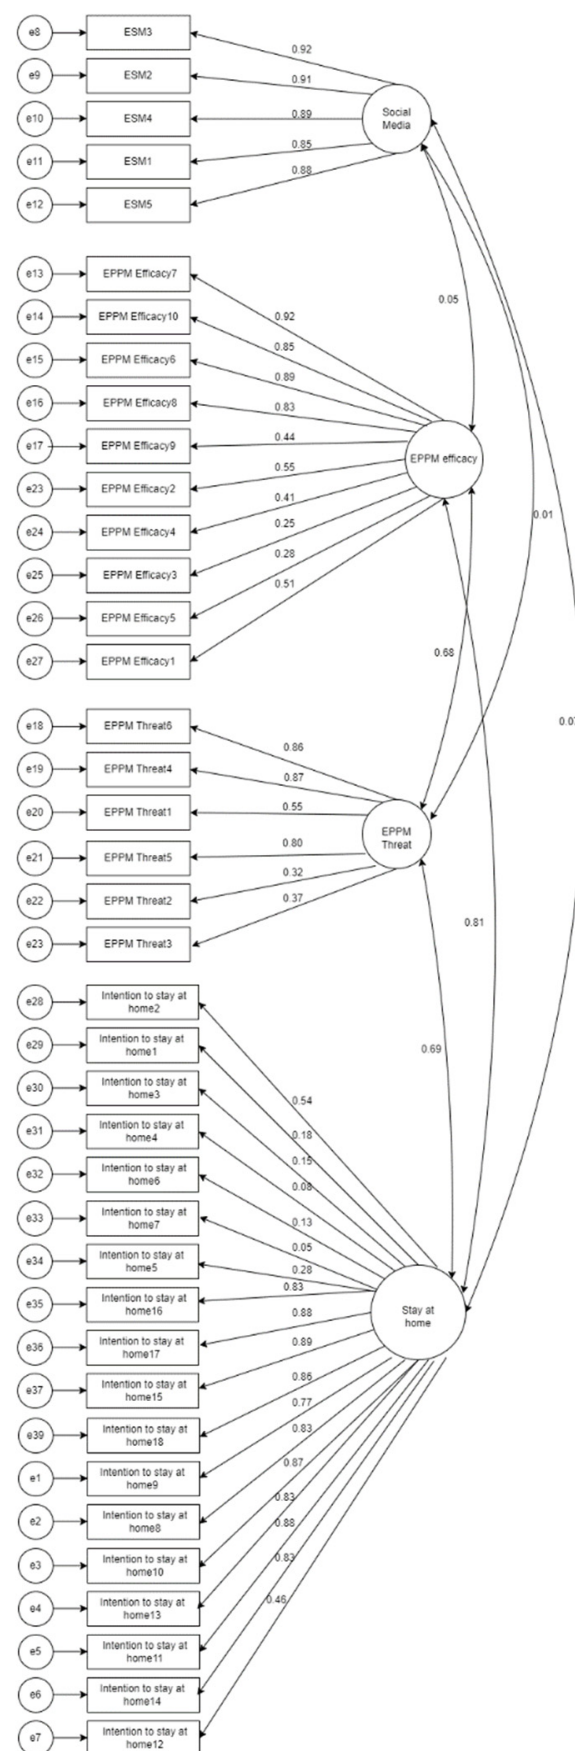 e8
ESM3
0.92
e9
ESM2
0.91
e10
ESM4
0.89
Social
Media
e11
ESM1
0.85
e12
ESM5
0.88
e13
EPPM Efficacy7
0.92
0.05
e14
EPPM Efficacy10
0.85
e15
EPPM Efficacy6
0.89
e16
EPPM Efficacy8
0.83
e17
EPPM Efficacy9
0.44
EPPM efficacy
e23
EPPM Efficacy2
0.55
e24
EPPM Efficacy4
0.41
0.01
e25
EPPM Efficacy3
0.25
e26
EPPM Efficacy5
0.28
e27
EPPM Efficacy1
0.51
0.68
e18
EPPM Threat6
0.86
e19
EPPM Threat4
0.87
e20
EPPM Threat1
0.55
EPPM
Threat
e21
EPPM Threat5
0.80
e22
EPPM Threat2
0.32
e23
EPPM Threat3
0.37
0.81
0.69
e28
Intention to stay at
home2
0.54
e29
Intention to stay at
home1
0.18
e30
Intention to stay at
home3
0.15
e31
Intention to stay at
home4
0.08
e32
Intention to stay at
home6
0.13
e33
Intention to stay at
home7
0.05
e34
Intention to stay at
home5
0.28
e35
Intention to stay at
home16
0.83
Stay at
home
e36
Intention to stay at
home17
0.88
e37
Intention to stay at
home15
0.89
e39
Intention to stay at
home18
0.86
e1
Intention to stay at
home9
0.77
e2
Intention to stay at
home8
0.83
e3
Intention to stay at
home10
0.87
e4
Intention to stay at
home13
0.83
e5
Intention to stay at
home11
0.88
e6
Intention to stay at
home14
0.83
e7
Intention to stay at
home12
0.46